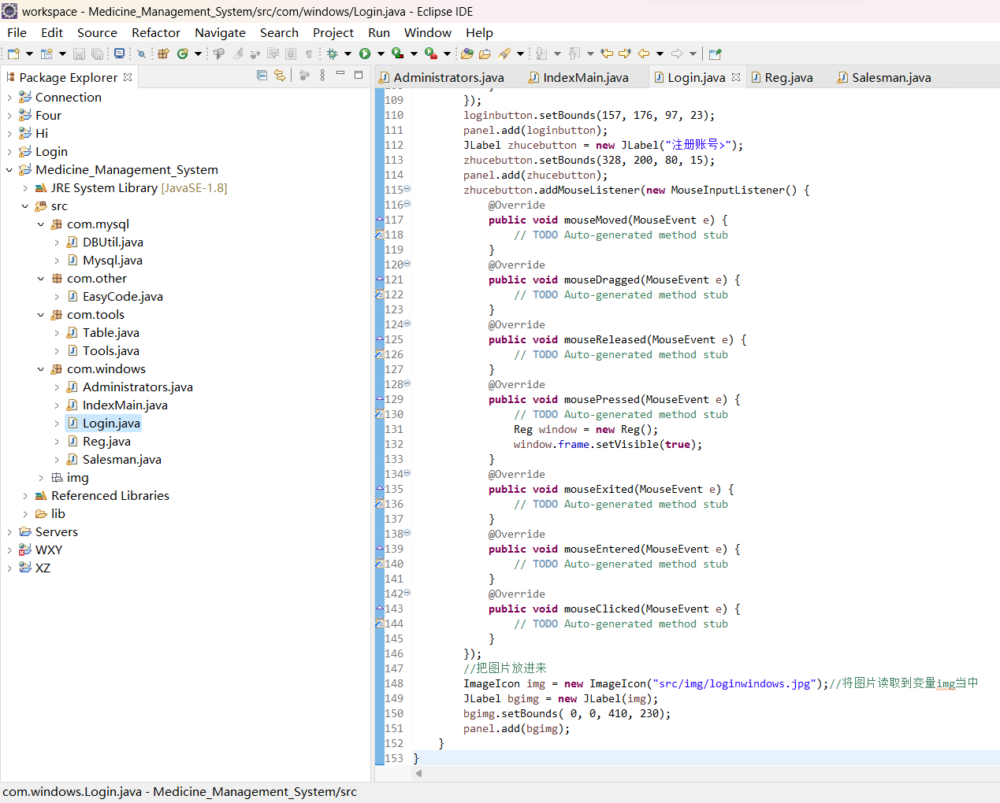 workspace - Medicine_Management_System/src/com/windows/Login.java - Eclipse IDE
File Edit Source Refactor Navigate Search Project Run Window Help
Package Explorer
Administrators.java IndexMain.java Login.java Reg.java Salesman.java
Connection
Four
Hi
Login
Medicine_Management_System
JRE System Library [JavaSE-1.8]
src
com.mysql
DBUtil.java
Mysql.java
com.other
EasyCode.java
com.tools
Table.java
Tools.java
com.windows
Administrators.java
IndexMain.java
Login.java
Reg.java
Salesman.java
img
Referenced Libraries
lib
Servers
WXY
XZ
109 });
110 loginbutton.setBounds(157, 176, 97, 23);
111 panel.add(loginbutton);
112 JLabel zhucebutton = new JLabel("注册账号>");
113 zhucebutton.setBounds(328, 200, 80, 15);
114 panel.add(zhucebutton);
115 zhucebutton.addMouseListener(new MouseInputListener() {
116 @Override
117 public void mouseMoved(MouseEvent e) {
118 // TODO Auto-generated method stub
119 }
120 @Override
121 public void mouseDragged(MouseEvent e) {
122 // TODO Auto-generated method stub
123 }
124 @Override
125 public void mouseReleased(MouseEvent e) {
126 // TODO Auto-generated method stub
127 }
128 @Override
129 public void mousePressed(MouseEvent e) {
130 // TODO Auto-generated method stub
131 Reg window = new Reg();
132 window.frame.setVisible(true);
133 }
134 @Override
135 public void mouseExited(MouseEvent e) {
136 // TODO Auto-generated method stub
137 }
138 @Override
139 public void mouseEntered(MouseEvent e) {
140 // TODO Auto-generated method stub
141 }
142 @Override
143 public void mouseClicked(MouseEvent e) {
144 // TODO Auto-generated method stub
145 }
146 });
147 //把图片放进来
148 ImageIcon img = new ImageIcon("src/img/loginwindows.jpg");//将图片读取到变量img当中
149 JLabel bgimg = new JLabel(img);
150 bgimg.setBounds( 0, 0, 410, 230);
151 panel.add(bgimg);
152 }
153 }
com.windows.Login.java - Medicine_Management_System/src